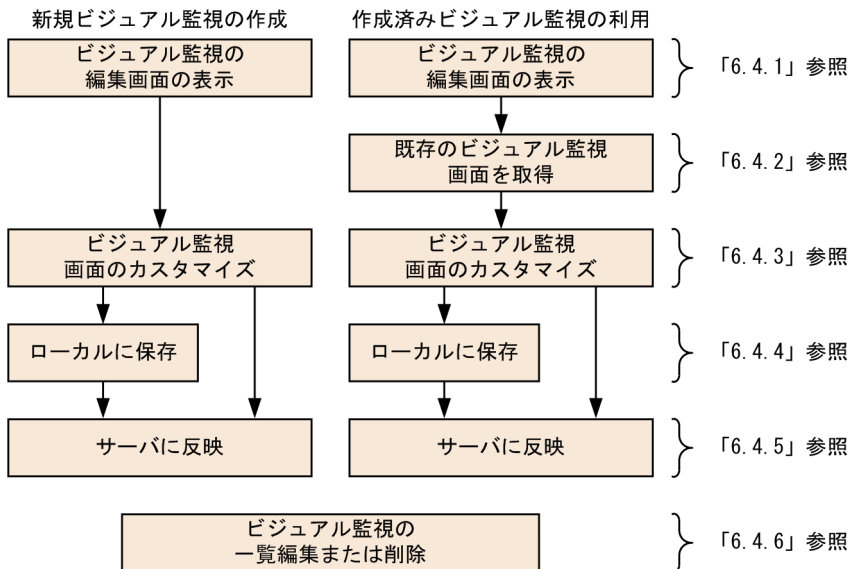 新規ビジュアル監視の作成
作成済みビジュアル監視の利用
ビジュアル監視の
編集画面の表示
ビジュアル監視の
編集画面の表示
「6.4.1」参照
既存のビジュアル監視
画面を取得
「6.4.2」参照
ビジュアル監視
画面のカスタマイズ
ビジュアル監視
画面のカスタマイズ
「6.4.3」参照
ローカルに保存
ローカルに保存
「6.4.4」参照
サーバに反映
サーバに反映
「6.4.5」参照
ビジュアル監視の
一覧編集または削除
「6.4.6」参照